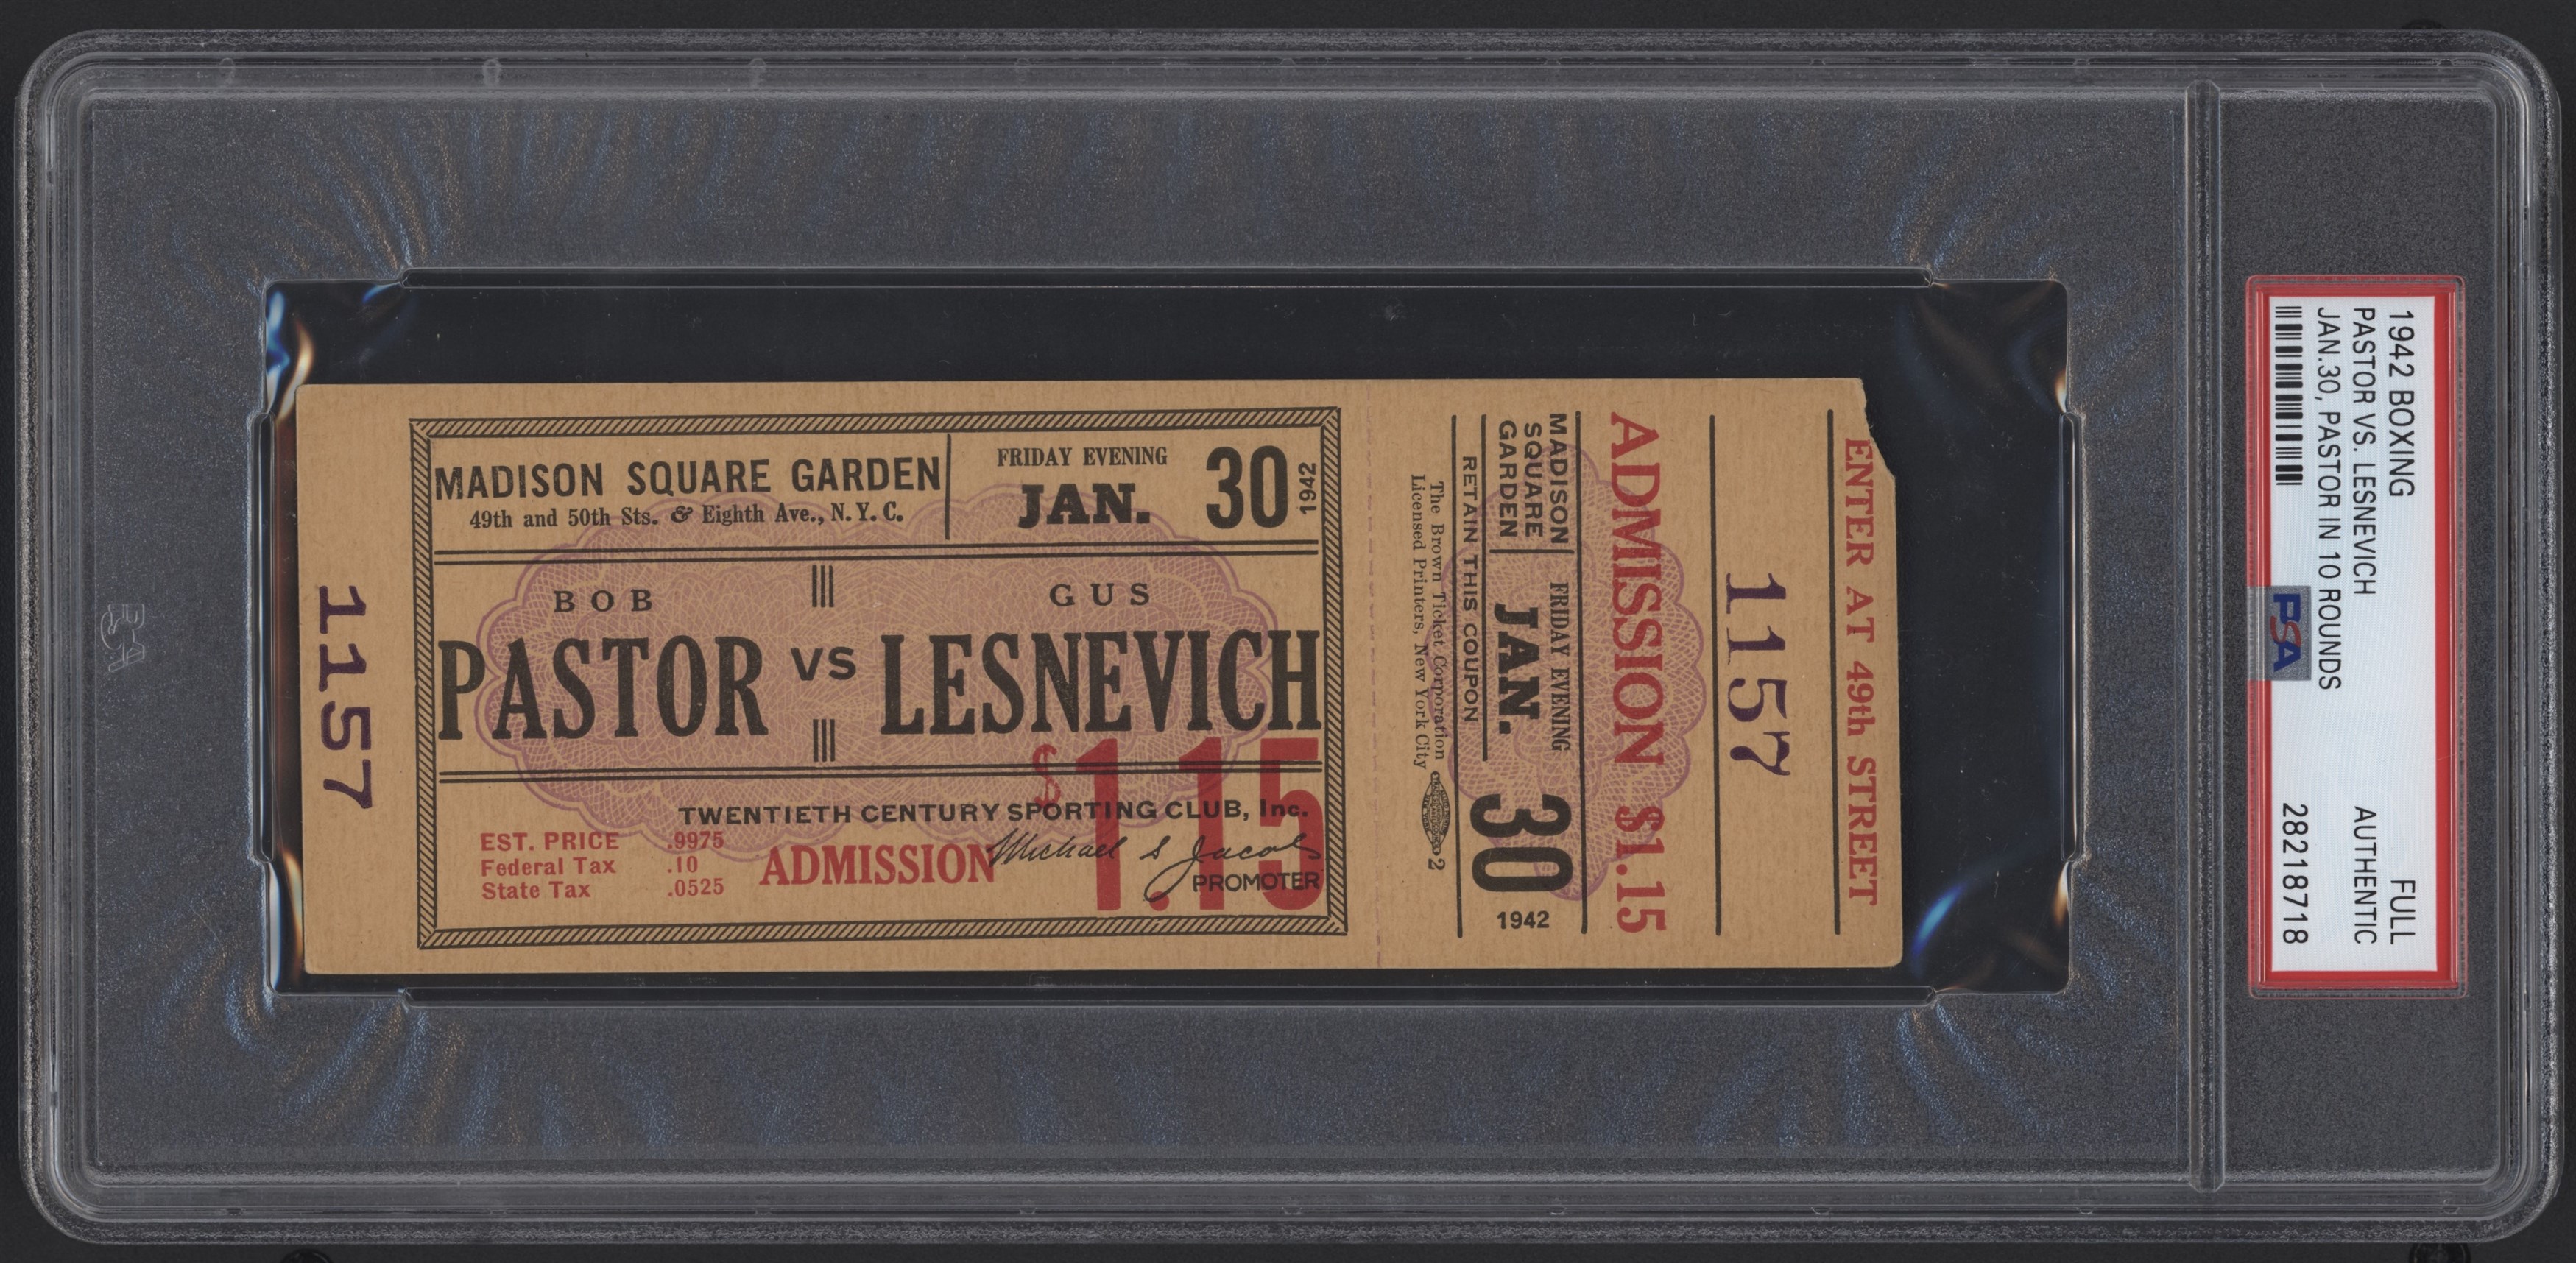 1157
MADISON SQUARE GARDEN
49th and 50th Sts. & Eighth Ave., N. Y. C.
FRIDAY EVENING
JAN. 30
1942
BOB
PASTOR
VS
GUS
LESNEVICH
$1.15
TWENTIETH CENTURY SPORTING CLUB, Inc.
EST. PRICE .9975
Federal Tax .10
State Tax .0525
ADMISSION
Michael S Jacobs
PROMOTER
The Brown Ticket Corporation
Licensed Printers, New York City
2
RETAIN THIS COUPON
MADISON
SQUARE
GARDEN
FRIDAY EVENING
JAN. 30
1942
ADMISSION $1.15
1157
ENTER AT 49th STREET
1942 BOXING FULL
PASTOR VS. LESNEVICH AUTHENTIC
JAN.30, PASTOR IN 10 ROUNDS
28218718
PSA
PSA